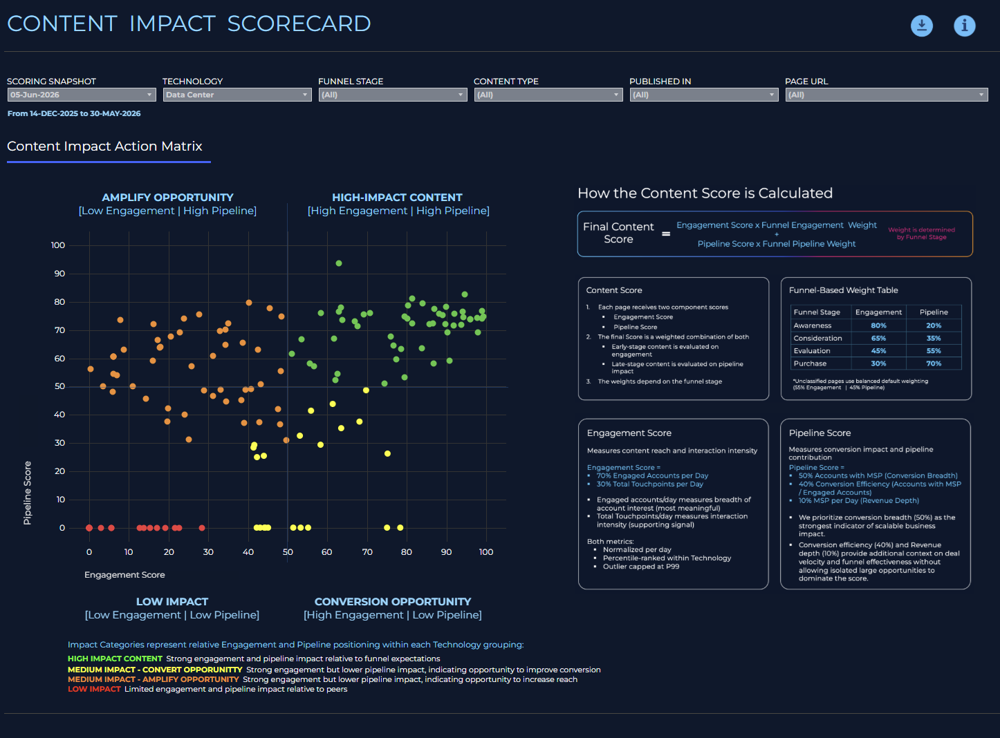 CONTENT IMPACT SCORECARD
SCORING SNAPSHOT
TECHNOLOGY
FUNNEL STAGE
CONTENT TYPE
PUBLISHED IN
PAGE URL
05-Jun-2026
Data Center
(All)
(All)
(All)
(All)
From 14-DEC-2025 to 30-MAY-2026
Content Impact Action Matrix
AMPLIFY OPPORTUNITY
[Low Engagement | High Pipeline]
HIGH-IMPACT CONTENT
[High Engagement | High Pipeline]
100
90
80
70
60
50
40
30
20
10
0
Pipeline Score
0 10 20 30 40 50 60 70 80 90 100
Engagement Score
LOW IMPACT
[Low Engagement | Low Pipeline]
CONVERSION OPPORTUNITY
[High Engagement | Low Pipeline]
Impact Categories represent relative Engagement and Pipeline positioning within each Technology grouping:
HIGH IMPACT CONTENT Strong engagement and pipeline impact relative to funnel expectations
MEDIUM IMPACT - CONVERT OPPORUNITTY Strong engagement but lower pipeline impact, indicating opportunity to improve conversion
MEDIUM IMPACT - AMPLIFY OPPORTUNITY Strong engagement but lower pipeline impact, indicating opportunity to increase reach
LOW IMPACT Limited engagement and pipeline impact relative to peers
How the Content Score is Calculated
Final Content
Score
=
Engagement Score x Funnel Engagement Weight
+
Pipeline Score x Funnel Pipeline Weight
Weight is determined
by Funnel Stage
Content Score
1. Each page receives two component scores
▪ Engagement Score
▪ Pipeline Score
2. The final Score is a weighted combination of both
▪ Early-stage content is evaluated on
engagement
▪ Late-stage content is evaluated on pipeline
impact
3. The weights depend on the funnel stage
Funnel-Based Weight Table
Funnel Stage Engagement Pipeline
Awareness 80% 20%
Consideration 65% 35%
Evaluation 45% 55%
Purchase 30% 70%
*Unclassified pages use balanced default weighting
(55% Engagement | 45% Pipeline)
Engagement Score
Measures content reach and interaction intensity
Engagement Score =
▪ 70% Engaged Accounts per Day
▪ 30% Total Touchpoints per Day
▪ Engaged accounts/day measures breadth of
account interest (most meaningful)
▪ Total Touchpoints/day measures interaction
intensity (supporting signal)
Both metrics:
▪ Normalized per day
▪ Percentile-ranked within Technology
▪ Outlier capped at P99
Pipeline Score
Measures conversion impact and pipeline
contribution
Pipeline Score =
▪ 50% Accounts with MSP (Conversion Breadth)
▪ 40% Conversion Efficiency (Accounts with MSP
/ Engaged Accounts)
▪ 10% MSP per Day (Revenue Depth)
▪ We prioritize conversion breadth (50%) as the
strongest indicator of scalable business
impact.
▪ Conversion efficiency (40%) and Revenue
depth (10%) provide additional context on deal
velocity and funnel effectiveness without
allowing isolated large opportunities to
dominate the score.